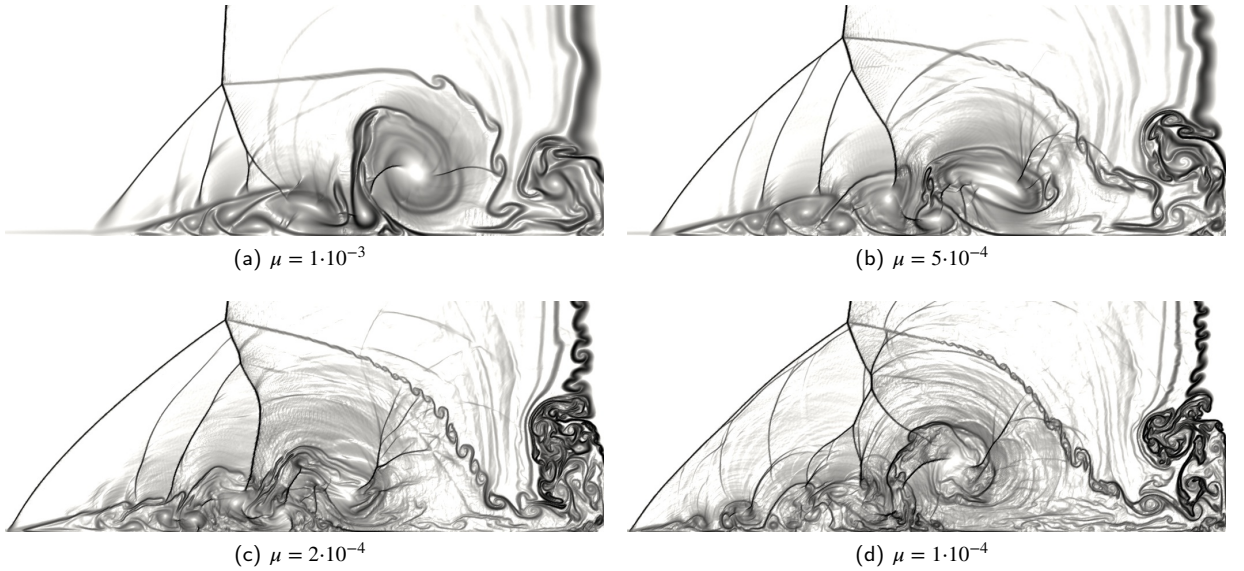 (a) μ = 1·10⁻³
(b) μ = 5·10⁻⁴
(c) μ = 2·10⁻⁴
(d) μ = 1·10⁻⁴